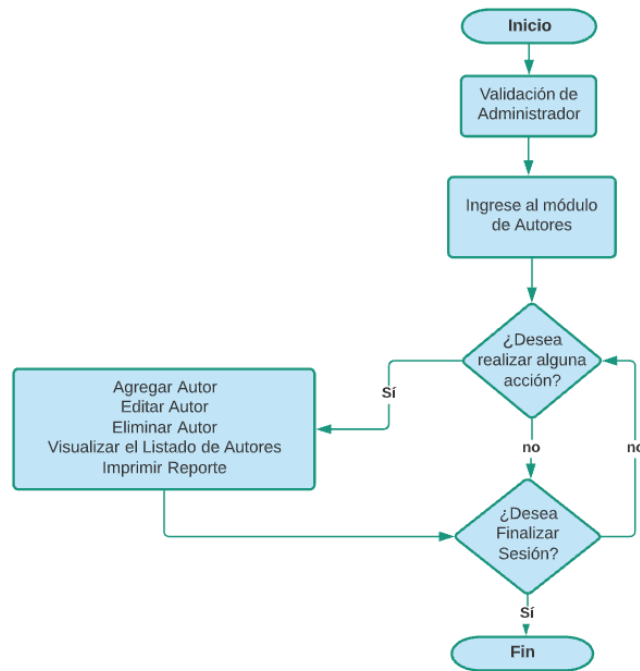 Inicio
Validación de
Administrador
Ingrese al módulo
de Autores
¿Desea
realizar alguna
acción?
Sí
Agregar Autor
Editar Autor
Eliminar Autor
Visualizar el Listado de Autores
Imprimir Reporte
no
no
¿Desea
Finalizar
Sesión?
Sí
Fin